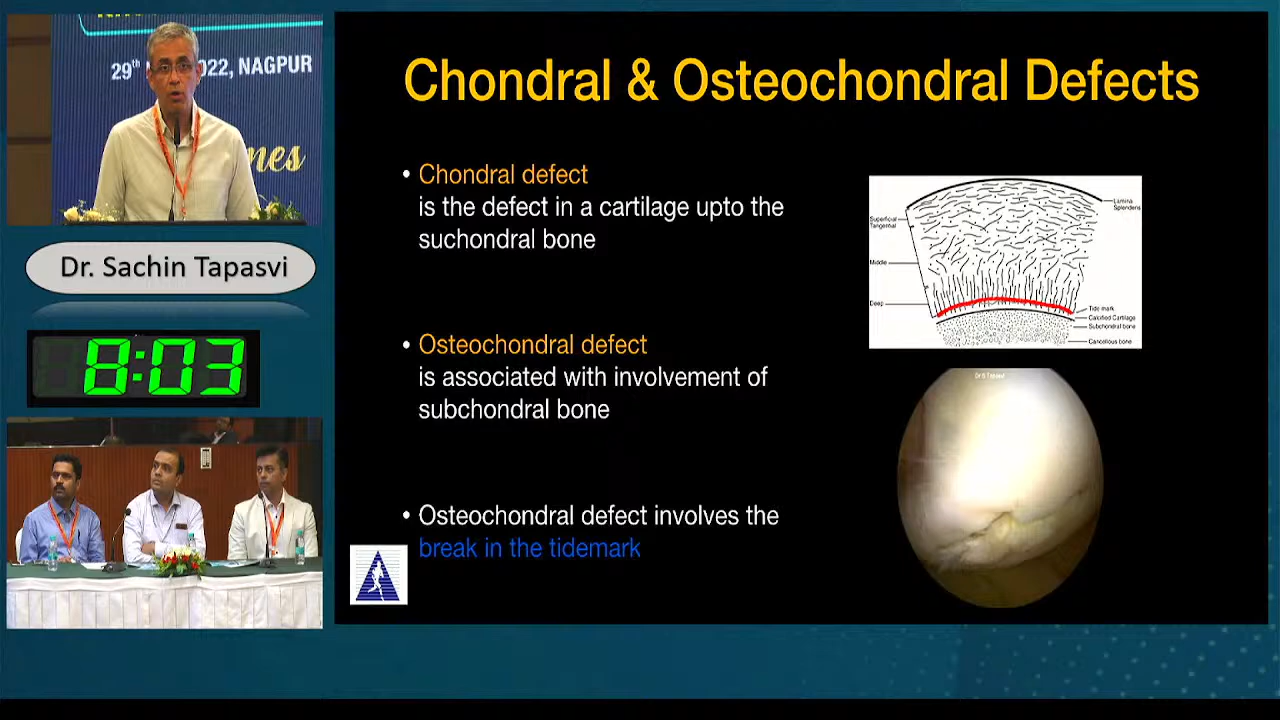 29th 2022, NAGPUR
Dr. Sachin Tapasvi
8:03
Chondral & Osteochondral Defects
• Chondral defect
is the defect in a cartilage upto the
suchondral bone
• Osteochondral defect
is associated with involvement of
subchondral bone
• Osteochondral defect involves the
break in the tidemark
Superficial
Tangential
Middle
Deep
Lamina
Splendens
Tide mark
Calcified Cartilage
Subchondral bone
Cancellous bone
Dr S Tapasvi